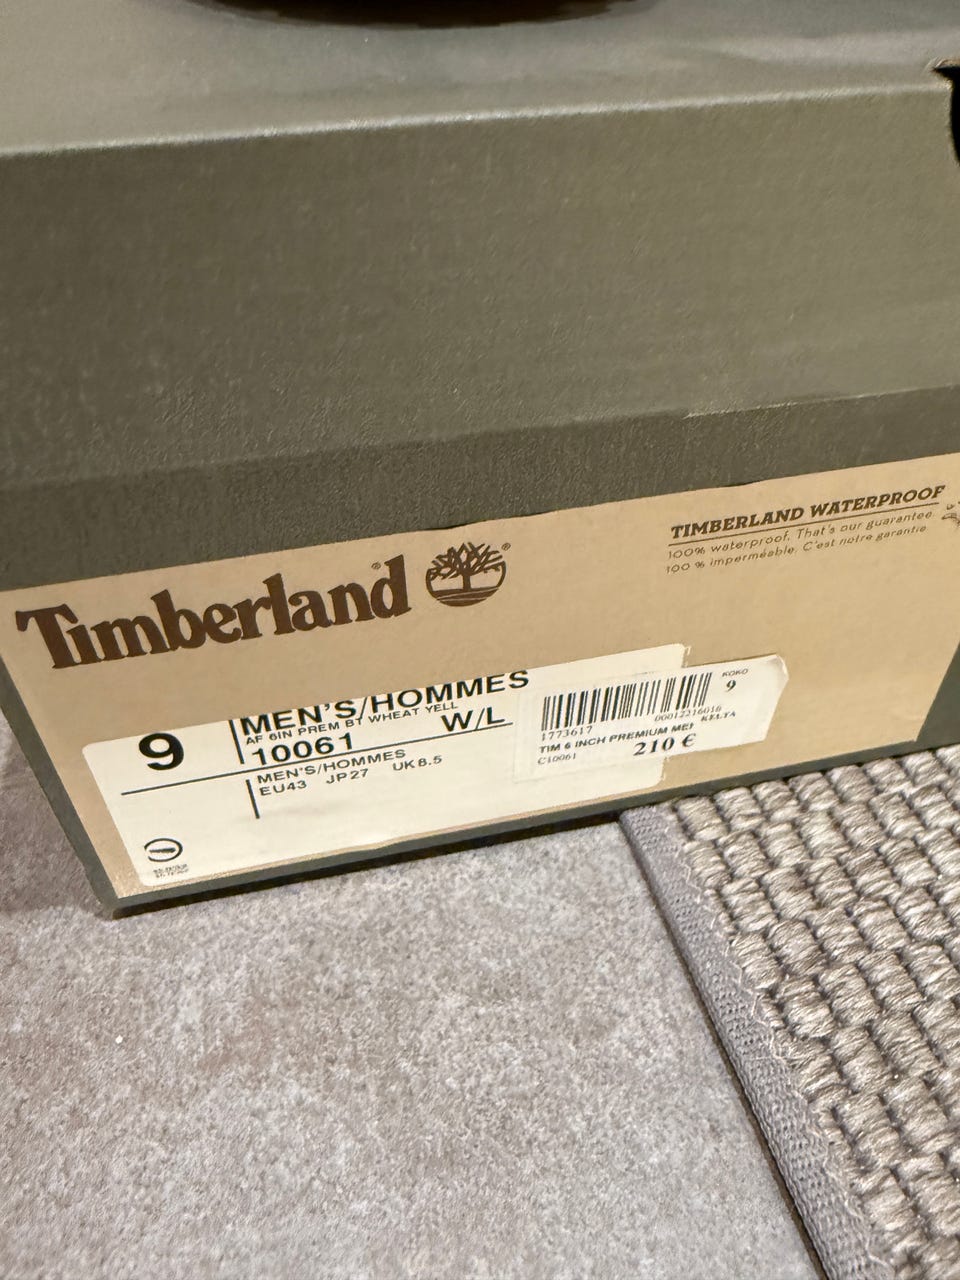 TIMBERLAND WATERPROOF
100% waterproof. That's our guarantee.
100 % imperméable. C'est notre garantie.
Timberland®
9
MEN'S/HOMMES
AF 6IN PREM BT WHEAT YELL
10061 W/L
MEN'S/HOMMES
EU43 JP27 UK8.5
KOKO
9
1773617 00012216016
KELTA
TIM 6 INCH PREMIUM MEN
C10061 210 €